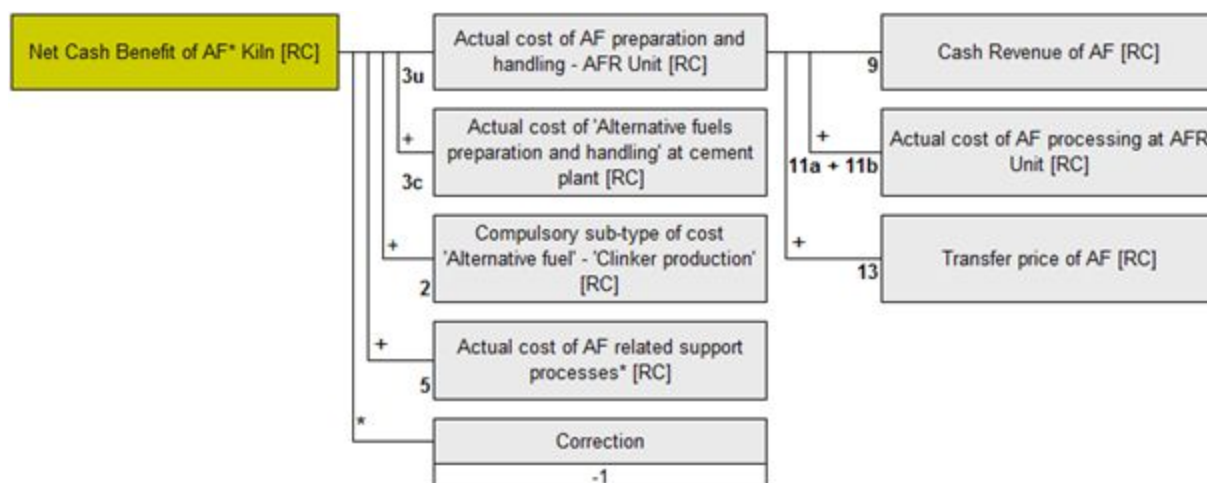 Net Cash Benefit of AF* Kiln [RC]
Actual cost of AF preparation and
handling - AFR Unit [RC]
3u
Cash Revenue of AF [RC]
9
+
Actual cost of 'Alternative fuels
preparation and handling' at cement
plant [RC]
3c
+
Actual cost of AF processing at AFR
Unit [RC]
11a + 11b
+
Compulsory sub-type of cost
'Alternative fuel' - 'Clinker production'
[RC]
2
+
Transfer price of AF [RC]
13
+
Actual cost of AF related support
processes* [RC]
5
*
Correction
-1